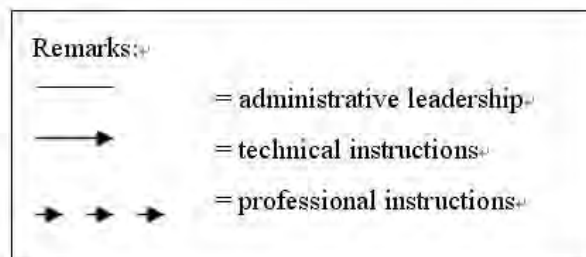 Remarks:
= administrative leadership
= technical instructions
= professional instructions